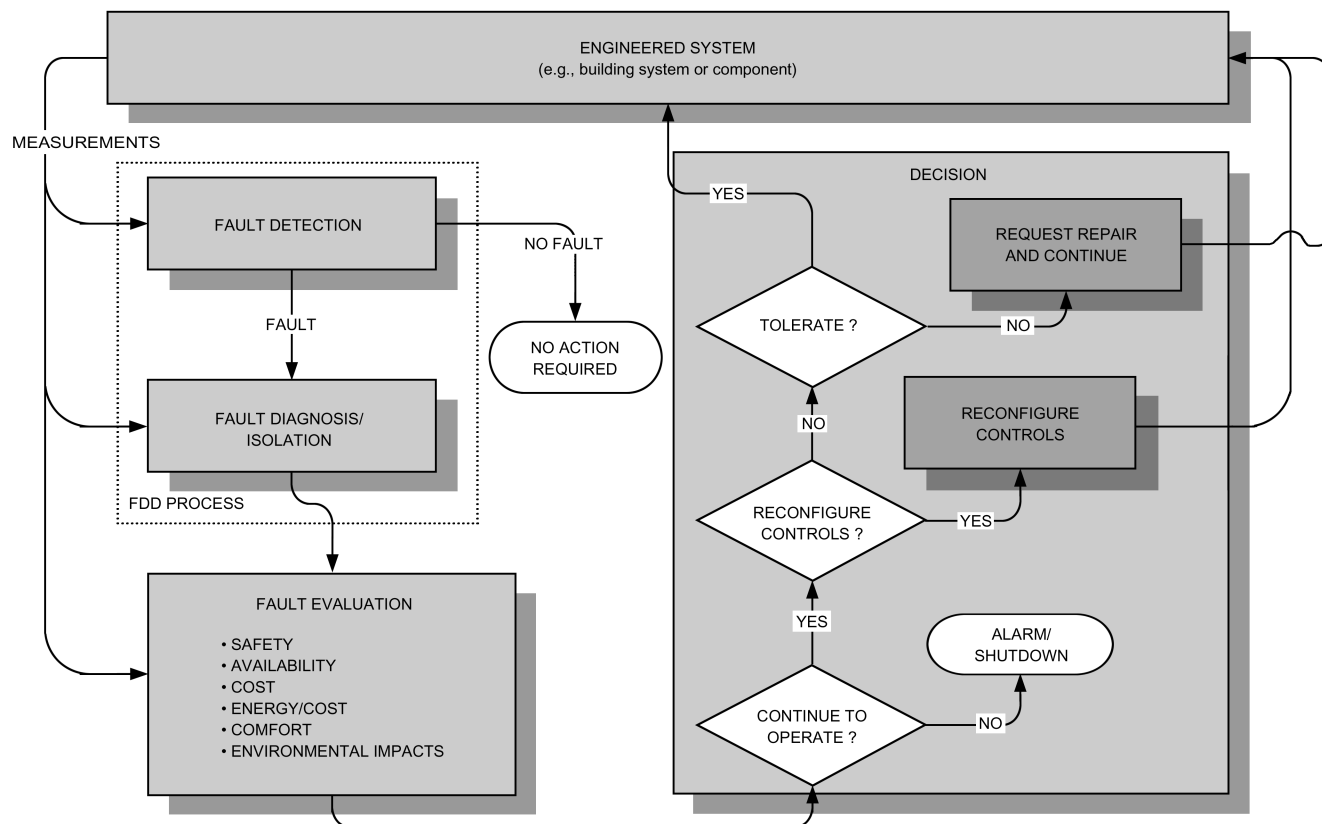 ENGINEERED SYSTEM
(e.g., building system or component)
MEASUREMENTS
FAULT DETECTION
NO FAULT
FAULT
NO ACTION
REQUIRED
FAULT DIAGNOSIS/
ISOLATION
FDD PROCESS
FAULT EVALUATION
• SAFETY
• AVAILABILITY
• COST
• ENERGY/COST
• COMFORT
• ENVIRONMENTAL IMPACTS
DECISION
YES
REQUEST REPAIR
AND CONTINUE
TOLERATE ?
NO
NO
RECONFIGURE
CONTROLS
RECONFIGURE
CONTROLS ?
YES
YES
ALARM/
SHUTDOWN
CONTINUE TO
OPERATE ?
NO